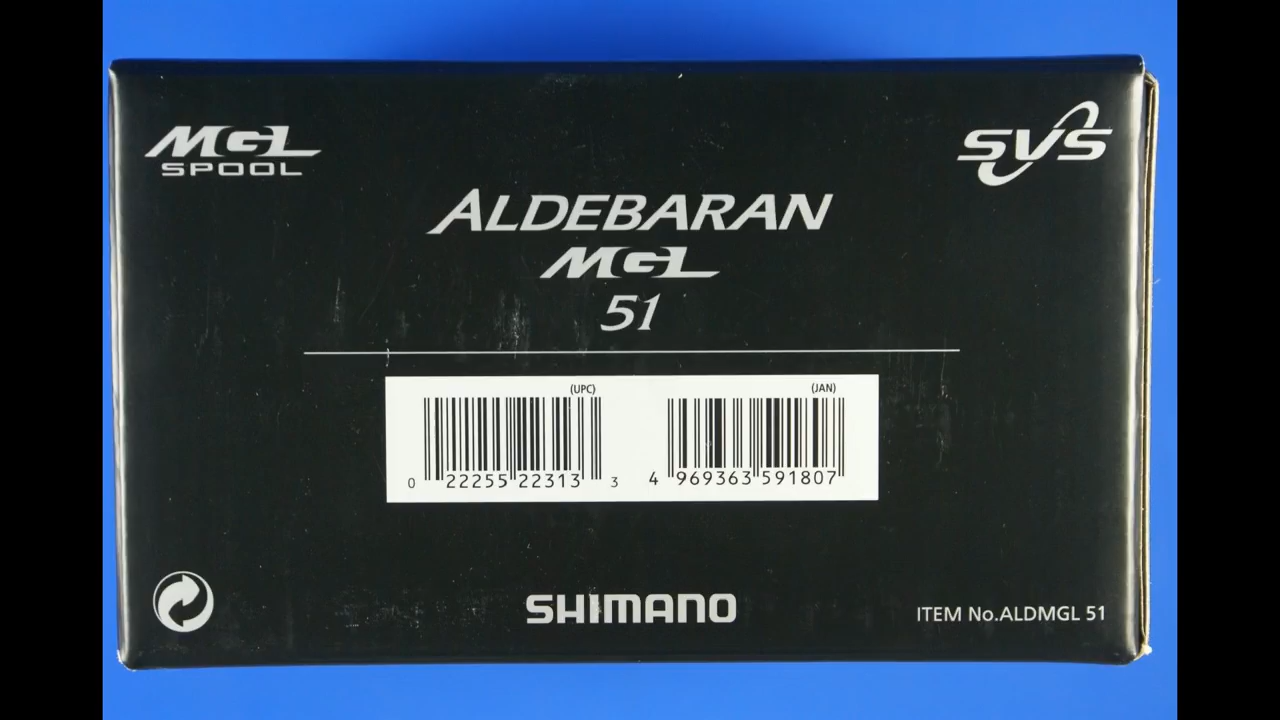 MGL
SPOOL
SVS
ALDEBARAN
MGL
51
(UPC)
(JAN)
0 22255 22313 3
4 969363 591807
SHIMANO
ITEM No.ALDMGL 51